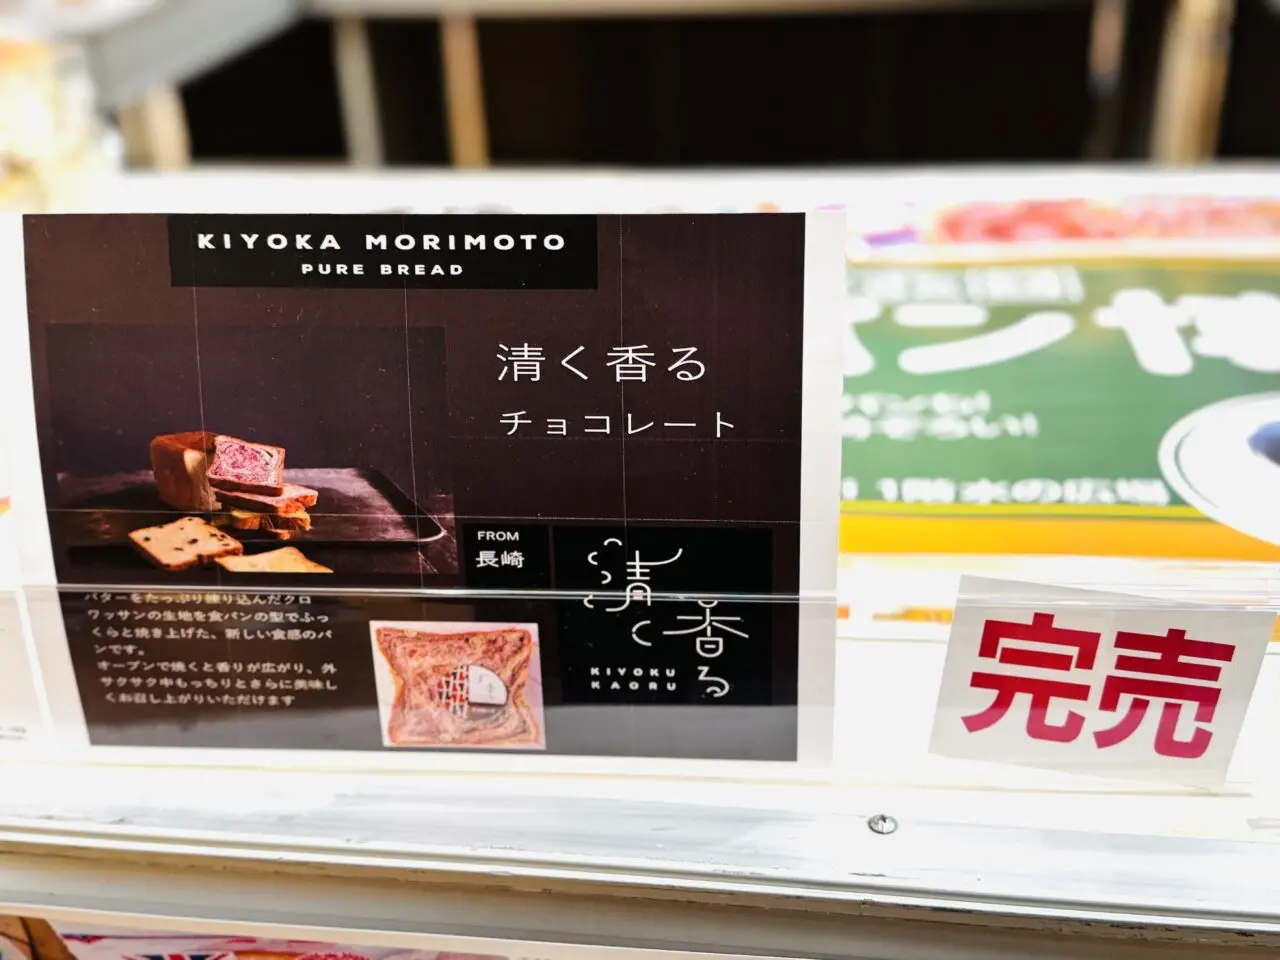 KIYOKA MORIMOTO
PURE BREAD
清く香る
チョコレート
FROM
長崎
清く香る
KIYOKU
KAORU
バターをたっぷり練り込んだクロ
ワッサンの生地を食パンの型でふっ
くらと焼き上げた、新しい食感のパ
ンです。
オーブンで焼くと香りが広がり、外
サクサク中もっちりとさらに美味し
くお召し上がりいただけます
完売